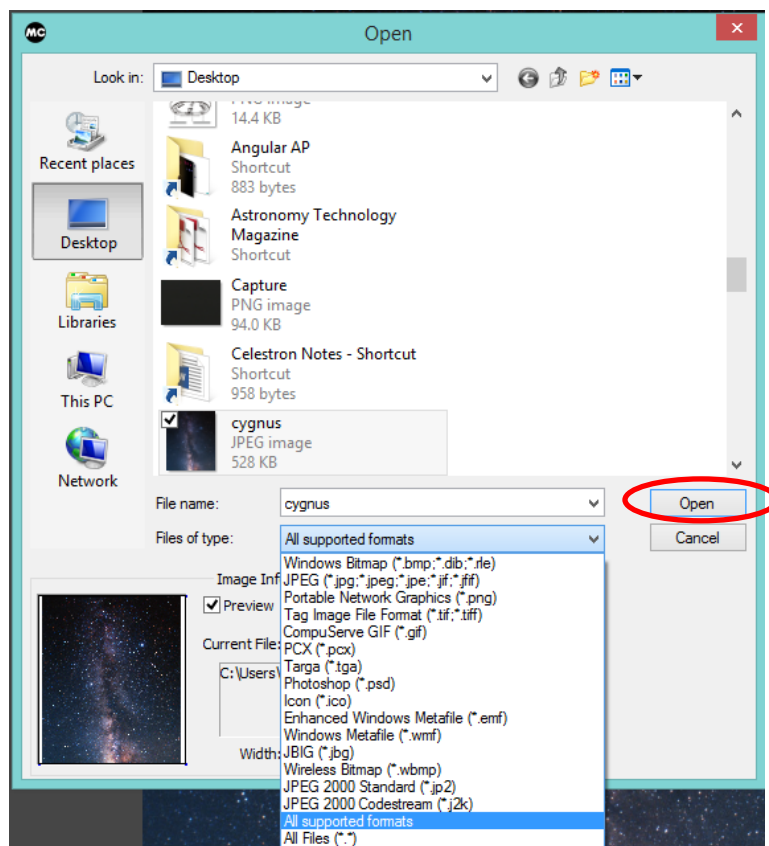 MC
Open
Look in:
Desktop
PNG image
14.4 KB
Recent places
Desktop
Libraries
This PC
Network
Angular AP
Shortcut
883 bytes
Astronomy Technology
Magazine
Shortcut
Capture
PNG image
94.0 KB
Celestron Notes - Shortcut
Shortcut
958 bytes
cygnus
JPEG image
528 KB
File name:
cygnus
Open
Files of type:
All supported formats
Cancel
Image Inf
Preview
Current File:
C:\Users\
Width:
Windows Bitmap (*.bmp;*.dib;*.rle)
JPEG (*.jpg;*.jpeg;*.jpe;*.jif;*.jfif)
Portable Network Graphics (*.png)
Tag Image File Format (*.tif;*.tiff)
CompuServe GIF (*.gif)
PCX (*.pcx)
Targa (*.tga)
Photoshop (*.psd)
Icon (*.ico)
Enhanced Windows Metafile (*.emf)
Windows Metafile (*.wmf)
JBIG (*.jbg)
Wireless Bitmap (*.wbmp)
JPEG 2000 Standard (*.jp2)
JPEG 2000 Codestream (*.j2k)
All supported formats
All Files (*.*)